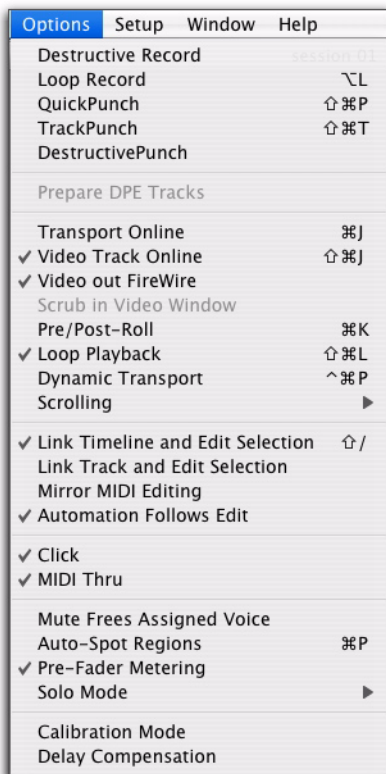 Options Setup Window Help
Destructive Record session 01
Loop Record ⌥L
QuickPunch ⇧⌘P
TrackPunch ⇧⌘T
DestructivePunch
Prepare DPE Tracks
Transport Online ⌘J
✓ Video Track Online ⇧⌘J
✓ Video out FireWire
Scrub in Video Window
Pre/Post-Roll ⌘K
✓ Loop Playback ⇧⌘L
Dynamic Transport ^⌘P
Scrolling ▶
✓ Link Timeline and Edit Selection ⇧/
Link Track and Edit Selection
Mirror MIDI Editing
✓ Automation Follows Edit
✓ Click
✓ MIDI Thru
Mute Frees Assigned Voice
Auto-Spot Regions ⌘P
✓ Pre-Fader Metering
Solo Mode ▶
Calibration Mode
Delay Compensation